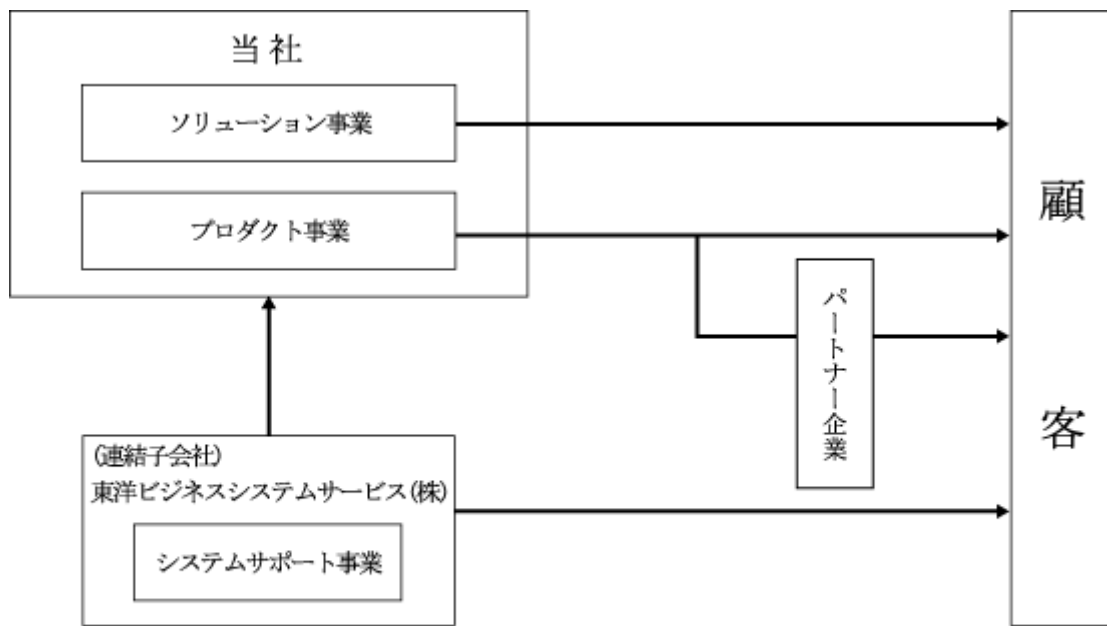 当社
ソリューション事業
プロダクト事業
パートナー企業
顧客
(連結子会社)
東洋ビジネスシステムサービス(株)
システムサポート事業